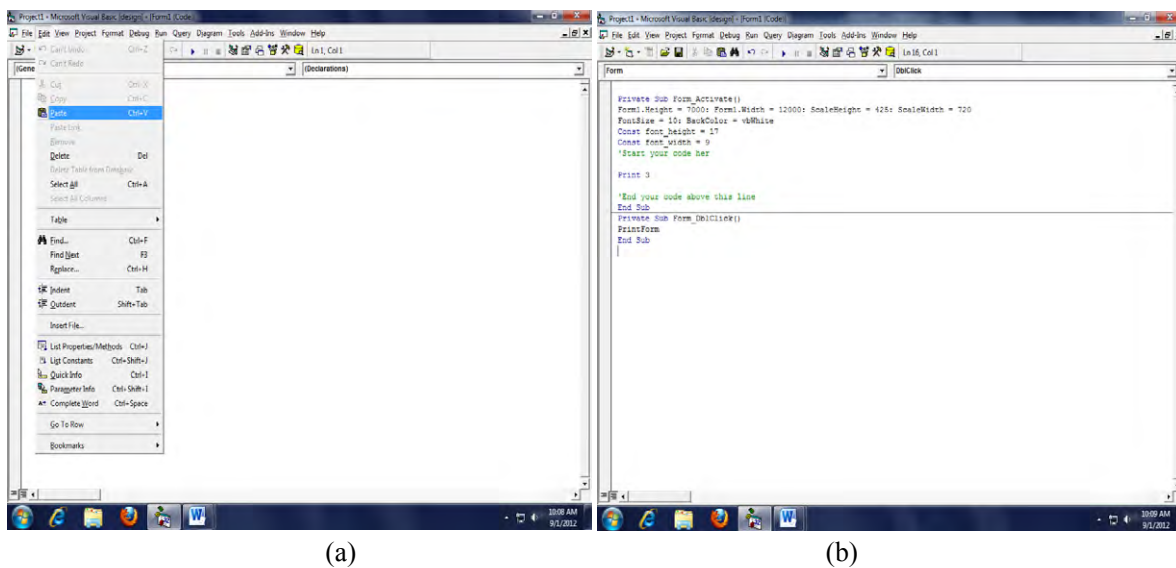 Project1 - Microsoft Visual Basic [design] - [Form1 (Code)]
File Edit View Project Format Debug Run Query Diagram Tools Add-Ins Window Help
Can't Undo Ctrl+Z
Ln 1, Col 1
Can't Redo
(Gene
(Declarations)
Cut Ctrl+X
Copy Ctrl+C
Paste Ctrl+V
Paste Link
Remove
Delete Del
Delete Table from Designer
Select All Ctrl+A
Select All Columns
Table
Find... Ctrl+F
Find Next F3
Replace... Ctrl+H
Indent Tab
Outdent Shift+Tab
Insert File...
List Properties/Methods Ctrl+J
List Constants Ctrl+Shift+J
Quick Info Ctrl+I
Parameter Info Ctrl+Shift+I
Complete Word Ctrl+Space
Go To Row
Bookmarks
10:08 AM
9/1/2012
(a)
Project1 - Microsoft Visual Basic [design] - [Form1 (Code)]
File Edit View Project Format Debug Run Query Diagram Tools Add-Ins Window Help
Ln 16, Col 1
Form
DblClick
Private Sub Form_Activate()
Form1.Height = 7000: Form1.Width = 12000: ScaleHeight = 425: ScaleWidth = 720
FontSize = 10: BackColor = vbWhite
Const font_height = 17
Const font_width = 9
'Start your code her
Print 3
'End your code above this line
End Sub
Private Sub Form_DblClick()
PrintForm
End Sub
10:09 AM
9/1/2012
(b)